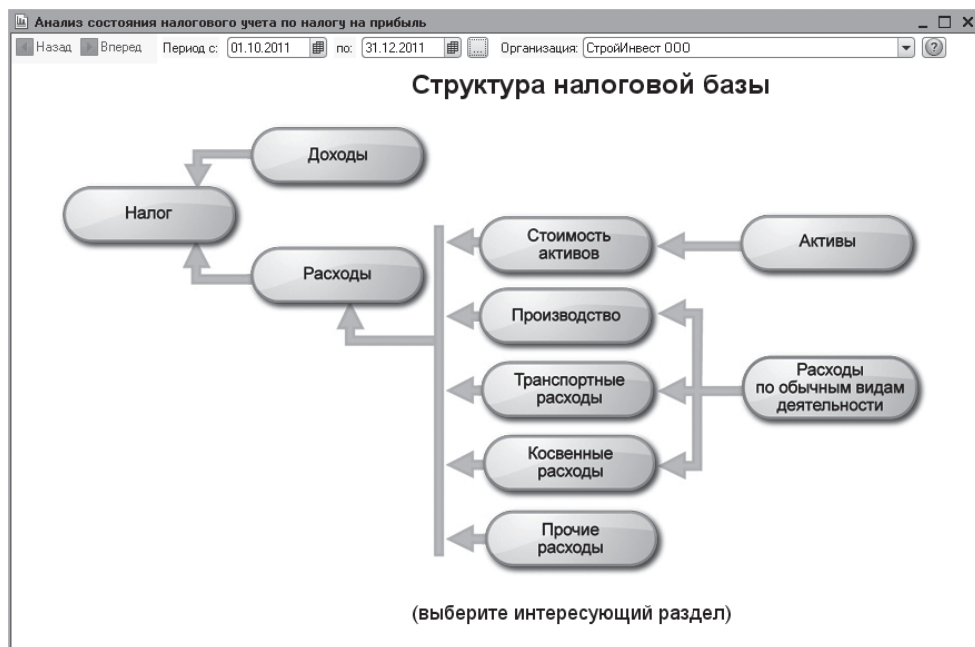 Анализ состояния налогового учета по налогу на прибыль
Назад Вперед Период с: 01.10.2011 по: 31.12.2011 ... Организация: СтройИнвест ООО ?
Структура налоговой базы
Доходы
Налог
Расходы
Стоимость
активов
Активы
Производство
Транспортные
расходы
Расходы
по обычным видам
деятельности
Косвенные
расходы
Прочие
расходы
(выберите интересующий раздел)